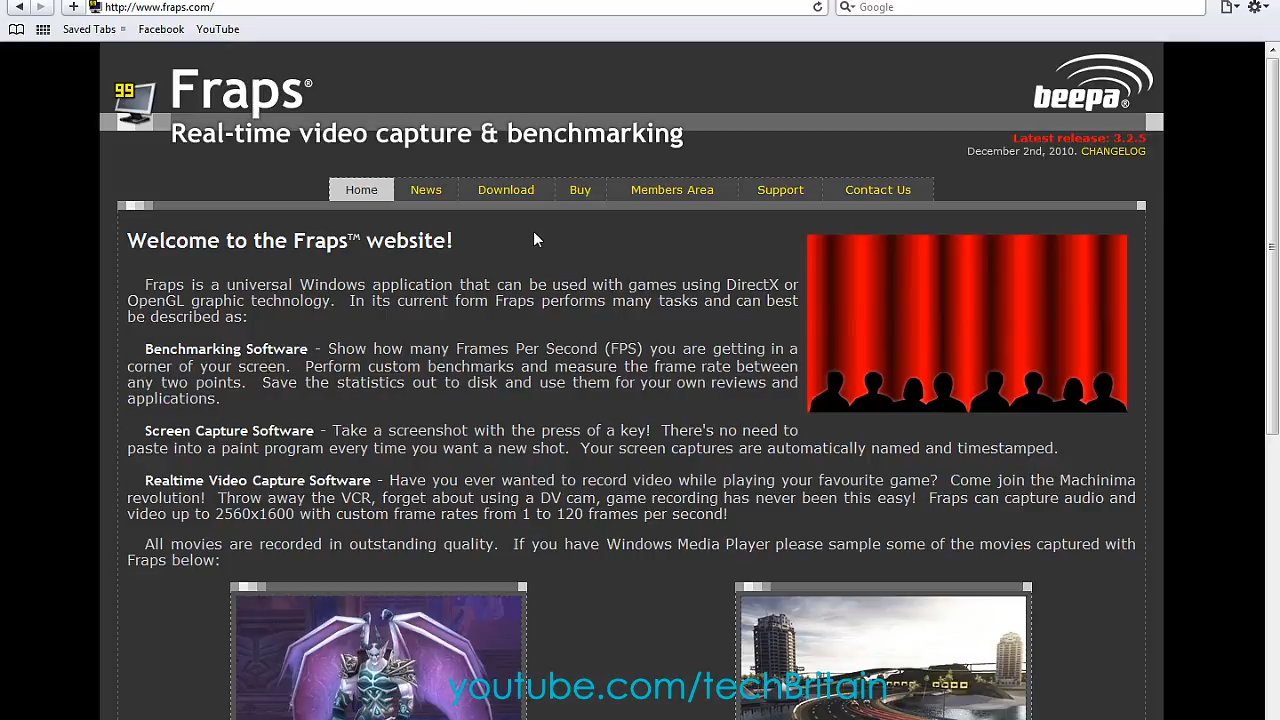 http://www.fraps.com/
Google
Saved Tabs
Facebook
YouTube
99
Fraps®
beepa®
Real-time video capture & benchmarking
Latest release: 3.2.5
December 2nd, 2010. CHANGELOG
Home
News
Download
Buy
Members Area
Support
Contact Us
Welcome to the Fraps™ website!
Fraps is a universal Windows application that can be used with games using DirectX or
OpenGL graphic technology. In its current form Fraps performs many tasks and can best
be described as:
Benchmarking Software - Show how many Frames Per Second (FPS) you are getting in a
corner of your screen. Perform custom benchmarks and measure the frame rate between
any two points. Save the statistics out to disk and use them for your own reviews and
applications.
Screen Capture Software - Take a screenshot with the press of a key! There's no need to
paste into a paint program every time you want a new shot. Your screen captures are automatically named and timestamped.
Realtime Video Capture Software - Have you ever wanted to record video while playing your favourite game? Come join the Machinima
revolution! Throw away the VCR, forget about using a DV cam, game recording has never been this easy! Fraps can capture audio and
video up to 2560x1600 with custom frame rates from 1 to 120 frames per second!
All movies are recorded in outstanding quality. If you have Windows Media Player please sample some of the movies captured with
Fraps below:
youtube.com/techBritain